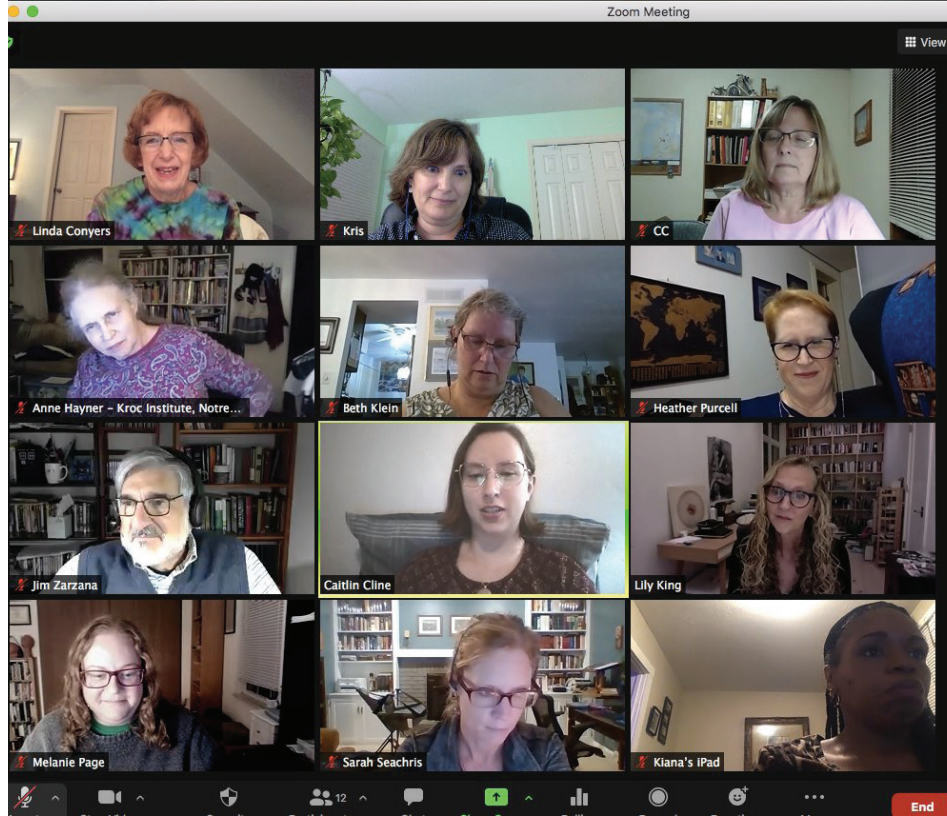 Zoom Meeting
View
Linda Conyers
Kris
CC
Anne Hayner – Kroc Institute, Notre...
Beth Klein
Heather Purcell
Jim Zarzana
Caitlin Cline
Lily King
Melanie Page
Sarah Seachris
Kiana's iPad
12
End